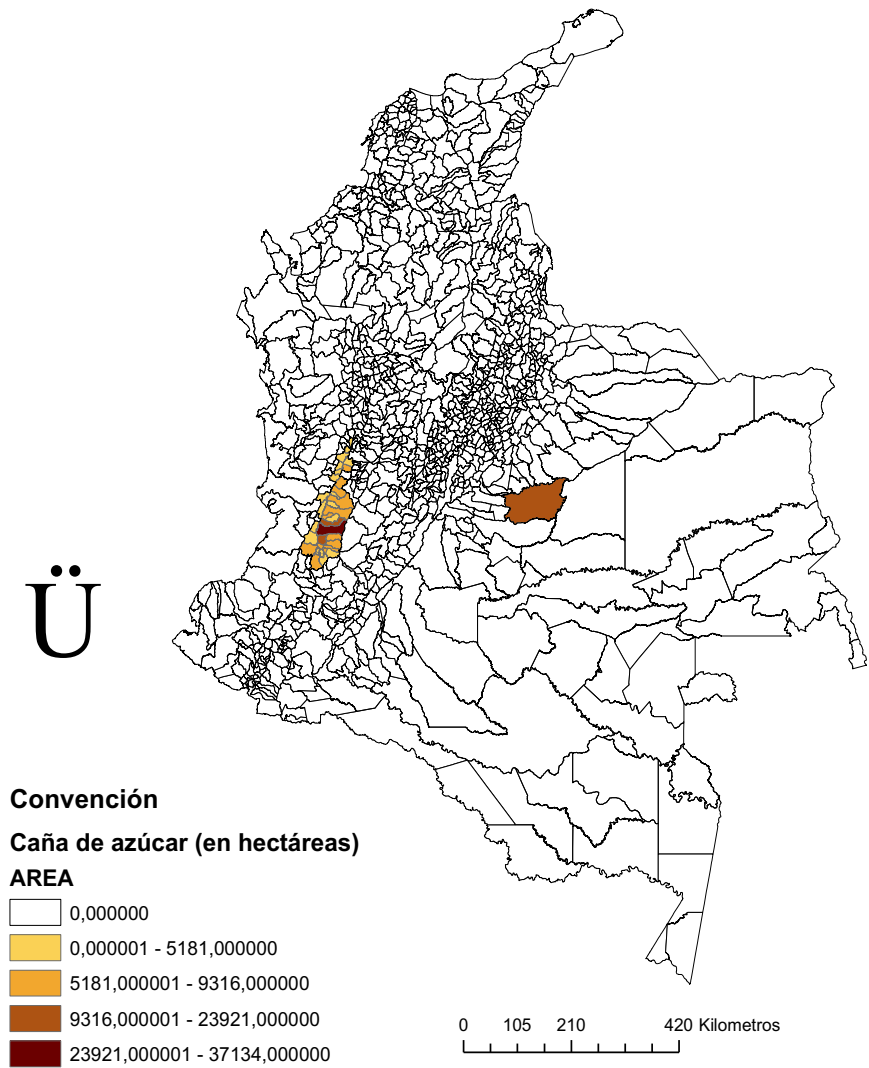 Ü
Convención
Caña de azúcar (en hectáreas)
AREA
0,000000
0,000001 - 5181,000000
5181,000001 - 9316,000000
9316,000001 - 23921,000000
23921,000001 - 37134,000000
0 105 210 420 Kilometros